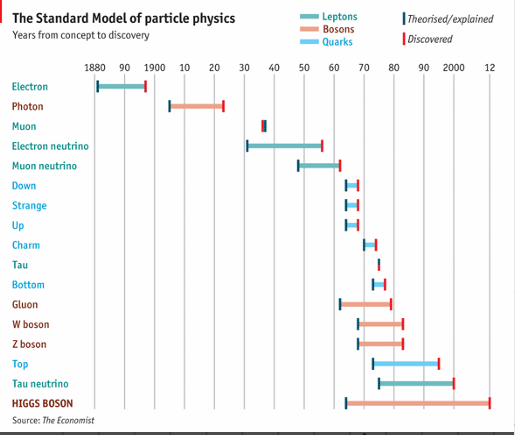 The Standard Model of particle physics
Years from concept to discovery
Leptons
Bosons
Quarks
Theorised/explained
Discovered
1880 90 1900 10 20 30 40 50 60 70 80 90 2000 12
Electron
Photon
Muon
Electron neutrino
Muon neutrino
Down
Strange
Up
Charm
Tau
Bottom
Gluon
W boson
Z boson
Top
Tau neutrino
HIGGS BOSON
Source: The Economist